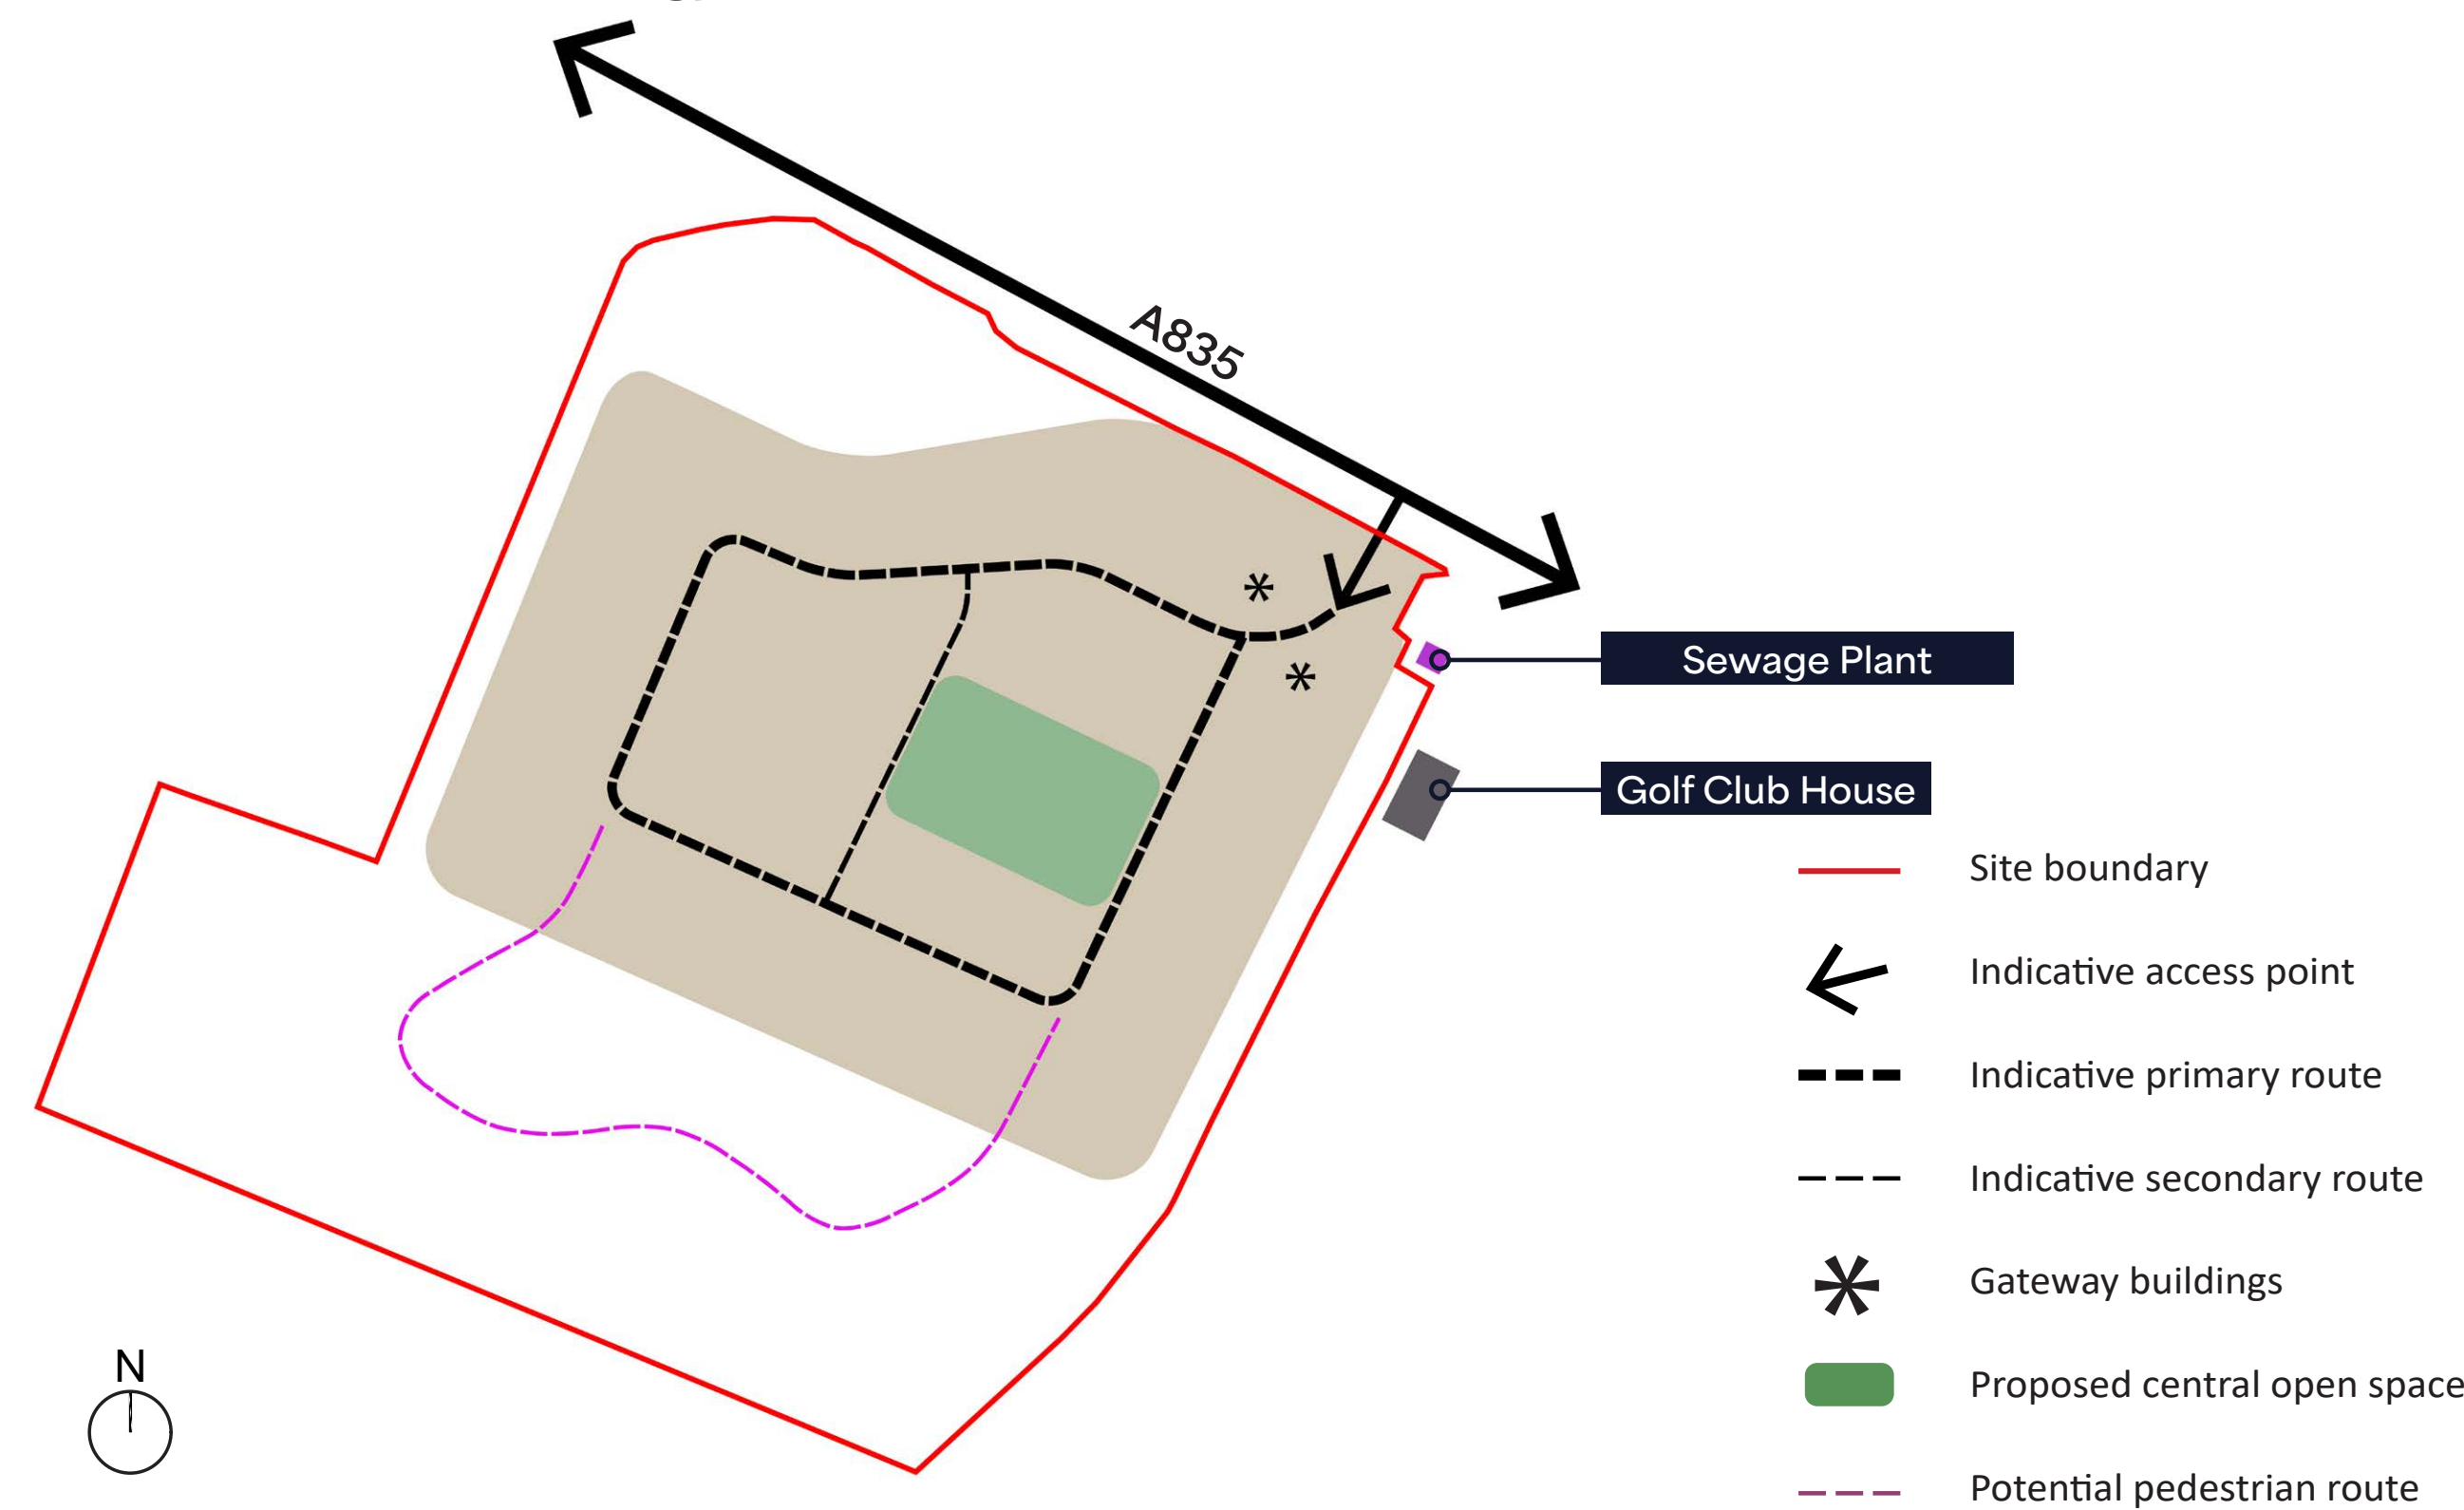 A835
Sewage Plant
Golf Club House
Site boundary
Indicative access point
Indicative primary route
Indicative secondary route
Gateway buildings
Proposed central open space
Potential pedestrian route
N